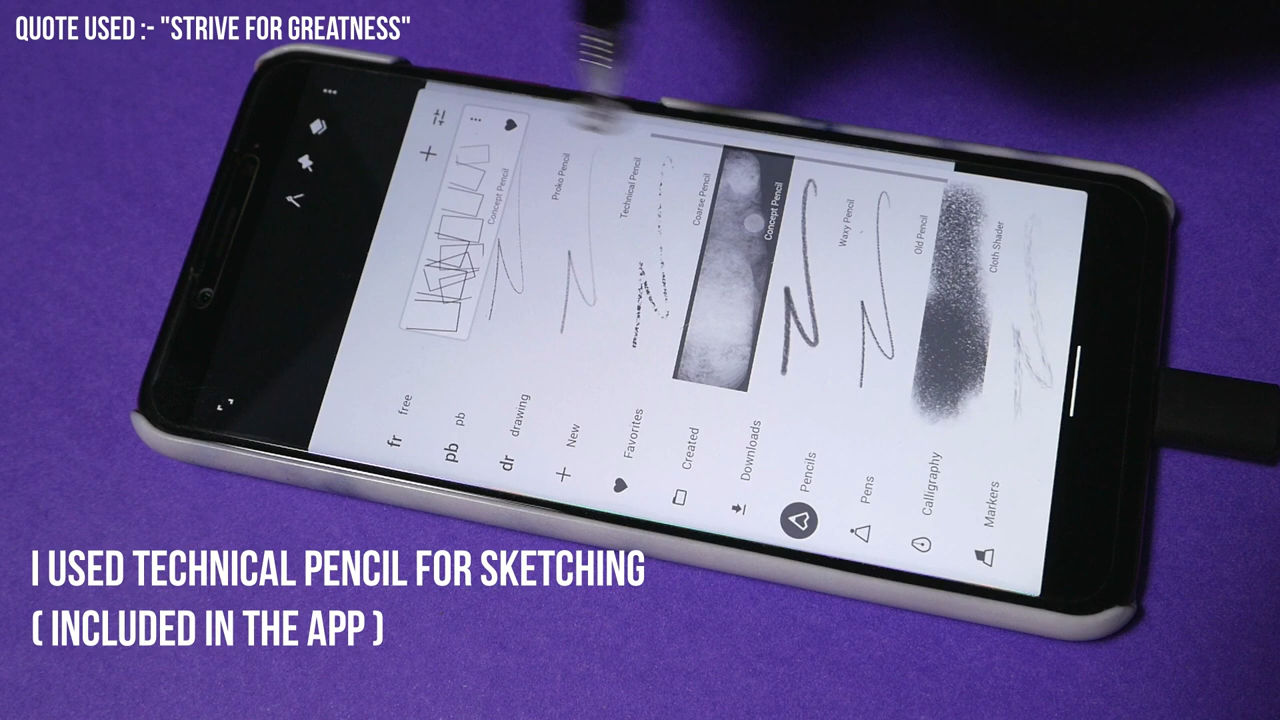 QUOTE USED :- "STRIVE FOR GREATNESS"
Concept Pencil
Proko Pencil
Technical Pencil
Coarse Pencil
Concept Pencil
Waxy Pencil
Old Pencil
Cloth Shader
fr free
pb pb
dr drawing
New
Favorites
Created
Downloads
Pencils
Pens
Calligraphy
Markers
I USED TECHNICAL PENCIL FOR SKETCHING
( INCLUDED IN THE APP )